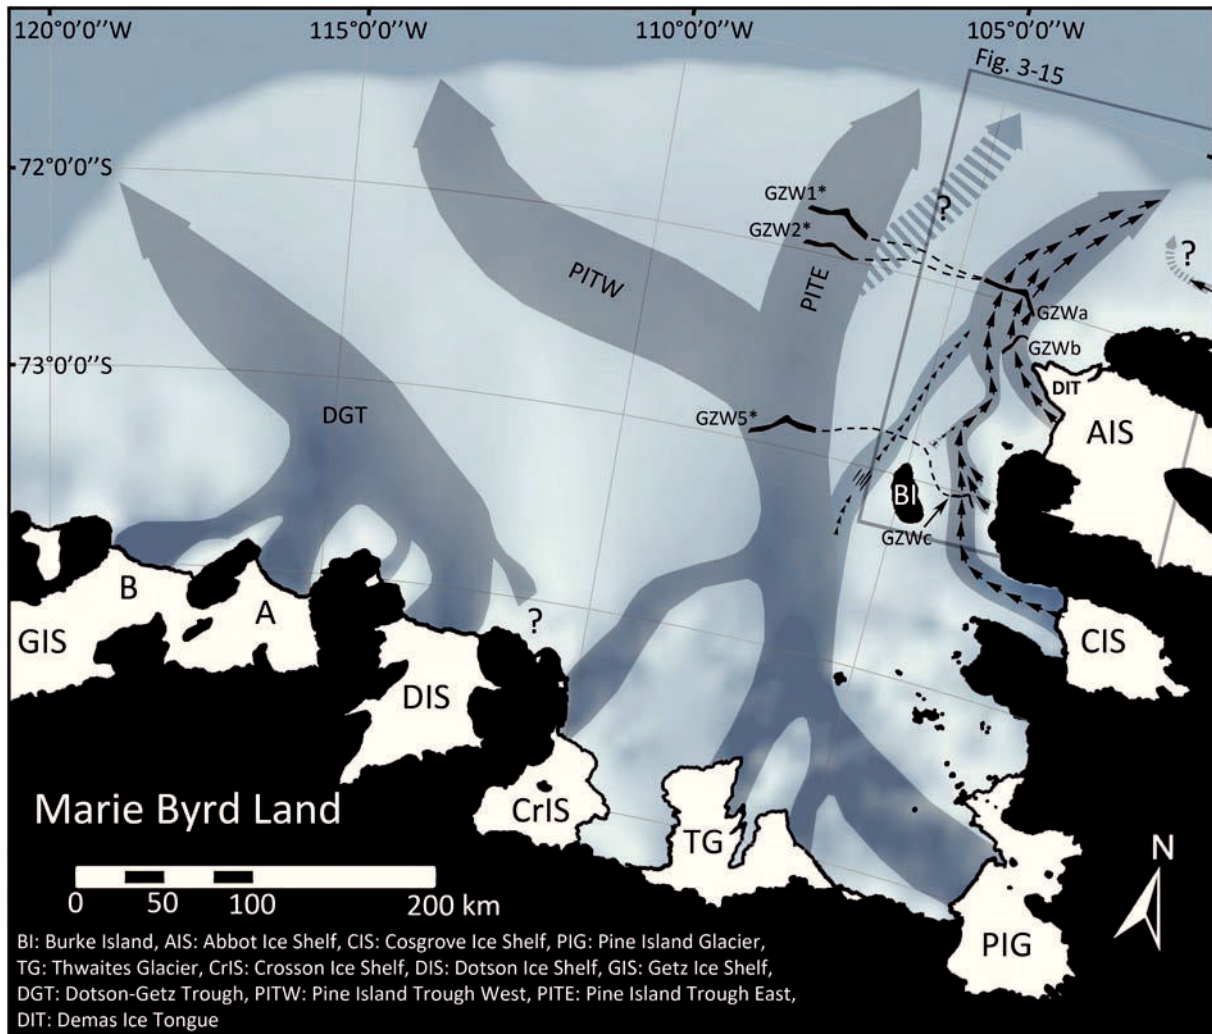 120°0'0''W 115°0'0''W 110°0'0''W 105°0'0''W
Fig. 3-15
72°0'0''S
GZW1*
?
GZW2*
?
PITW
PITE
GZWa
GZWb
73°0'0''S
DIT
DGT
GZW5*
AIS
BI
GZWc
B
A
?
GIS
CIS
DIS
Marie Byrd Land
CrIS
TG
N
0 50 100 200 km
PIG
BI: Burke Island, AIS: Abbot Ice Shelf, CIS: Cosgrove Ice Shelf, PIG: Pine Island Glacier,
TG: Thwaites Glacier, CrIS: Crosson Ice Shelf, DIS: Dotson Ice Shelf, GIS: Getz Ice Shelf,
DGT: Dotson-Getz Trough, PITW: Pine Island Trough West, PITE: Pine Island Trough East,
DIT: Demas Ice Tongue